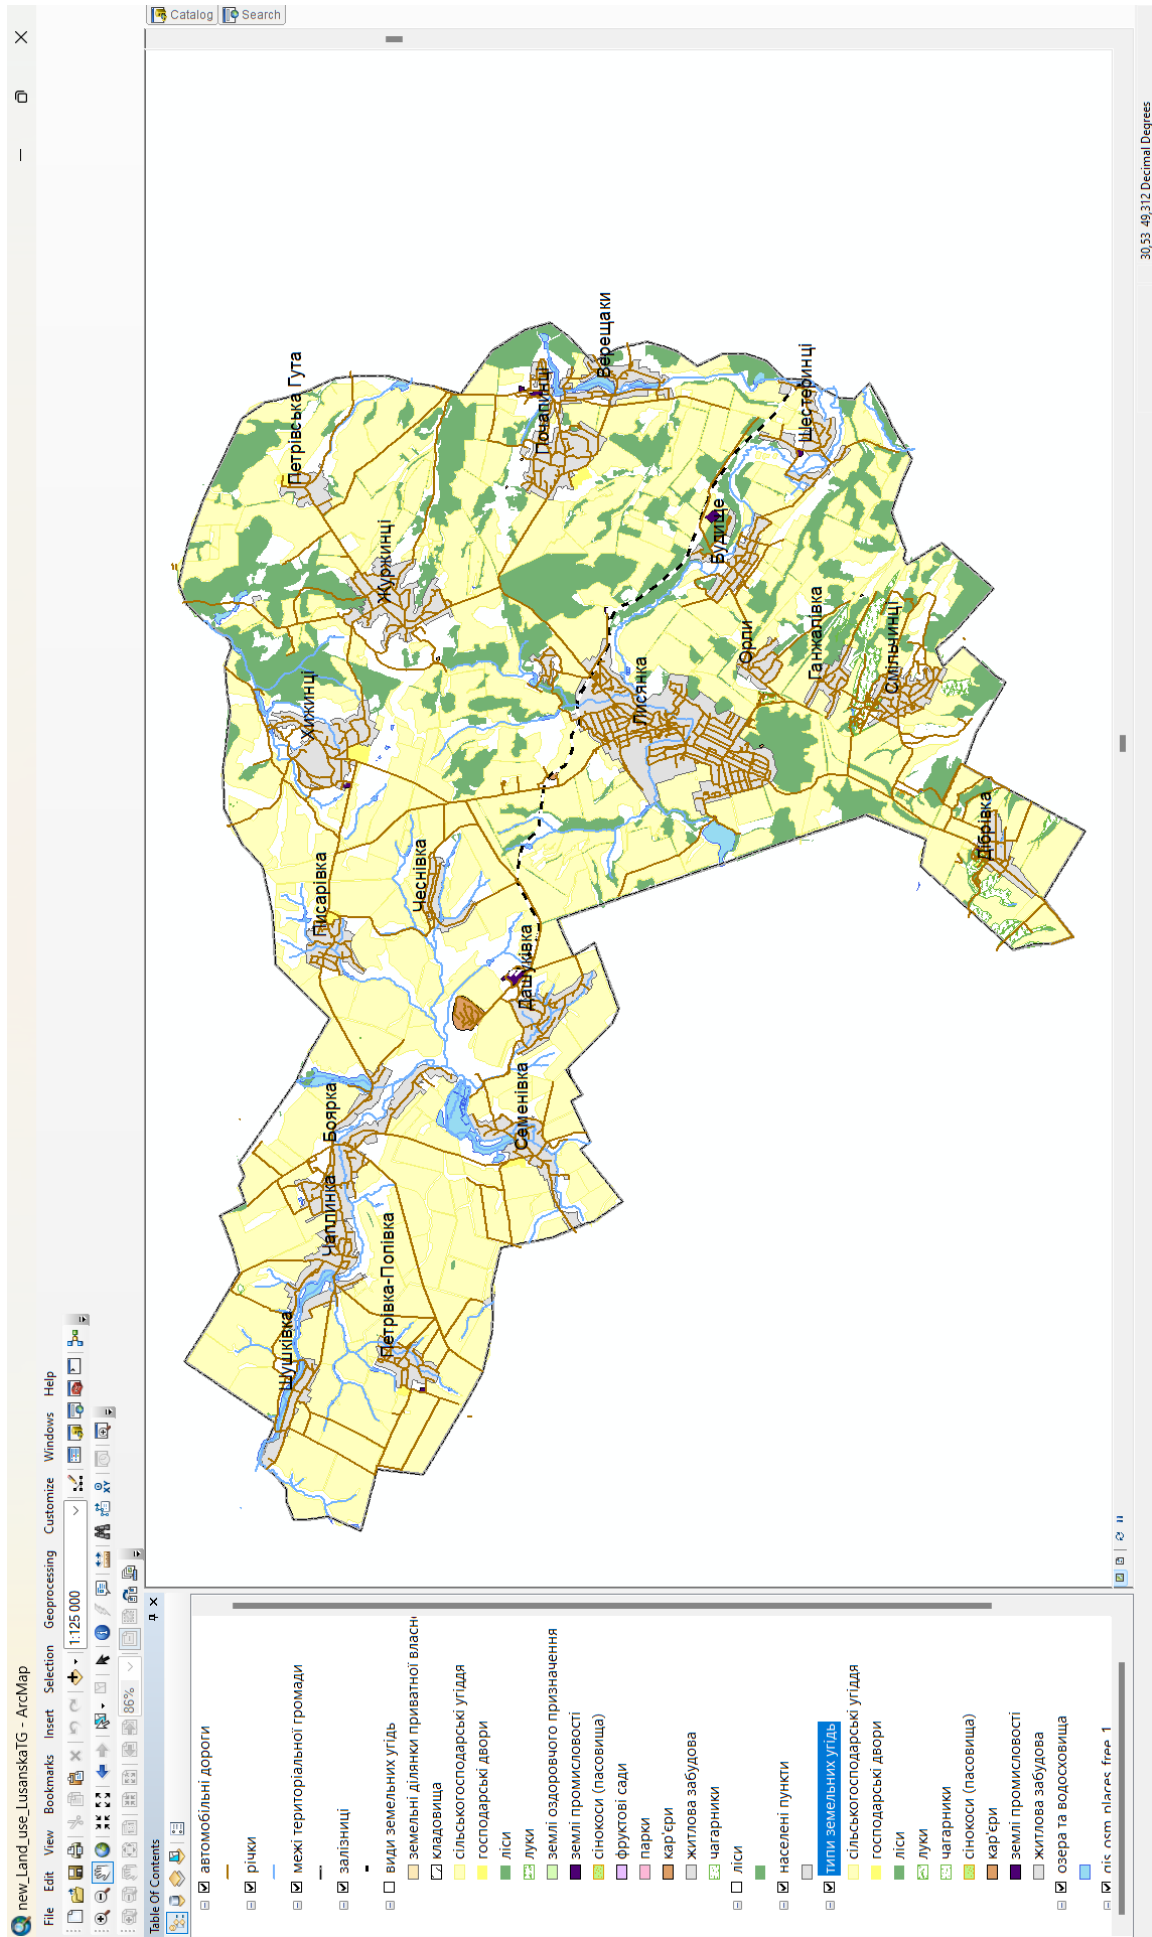 new_Land_use_LusanskaTG - ArcMap
File Edit View Bookmarks Insert Selection Geoprocessing Customize Windows Help
1:125 000
86%
Table Of Contents
автомобільні дороги
річки
межі територіальної громади
залізниці
види земельних угідь
земельні ділянки приватної власн
кладовища
сільськогосподарські угіддя
господарські двори
ліси
луки
землі оздоровчого призначення
землі промисловості
сінокоси (пасовища)
фруктові сади
парки
кар'єри
житлова забудова
чагарники
ліси
населені пункти
типи земельних угідь
сільськогосподарські угіддя
господарські двори
ліси
луки
чагарники
сінокоси (пасовища)
кар'єри
землі промисловості
житлова забудова
озера та водосховища
gis_osm_places_free_1
Catalog
Search
Шушківка
Чаплинка
Боярка
Петрівка-Попівка
Писарівка
Хижинці
Петрівська Гута
Журжинці
Чеснівка
Семенівка
Дашуківка
Почапинці
Верещаки
Лисянка
Будище
Орли
Шестеринці
Ганжалівка
Смільчинці
Дібрівка
30,53 49,312 Decimal Degrees